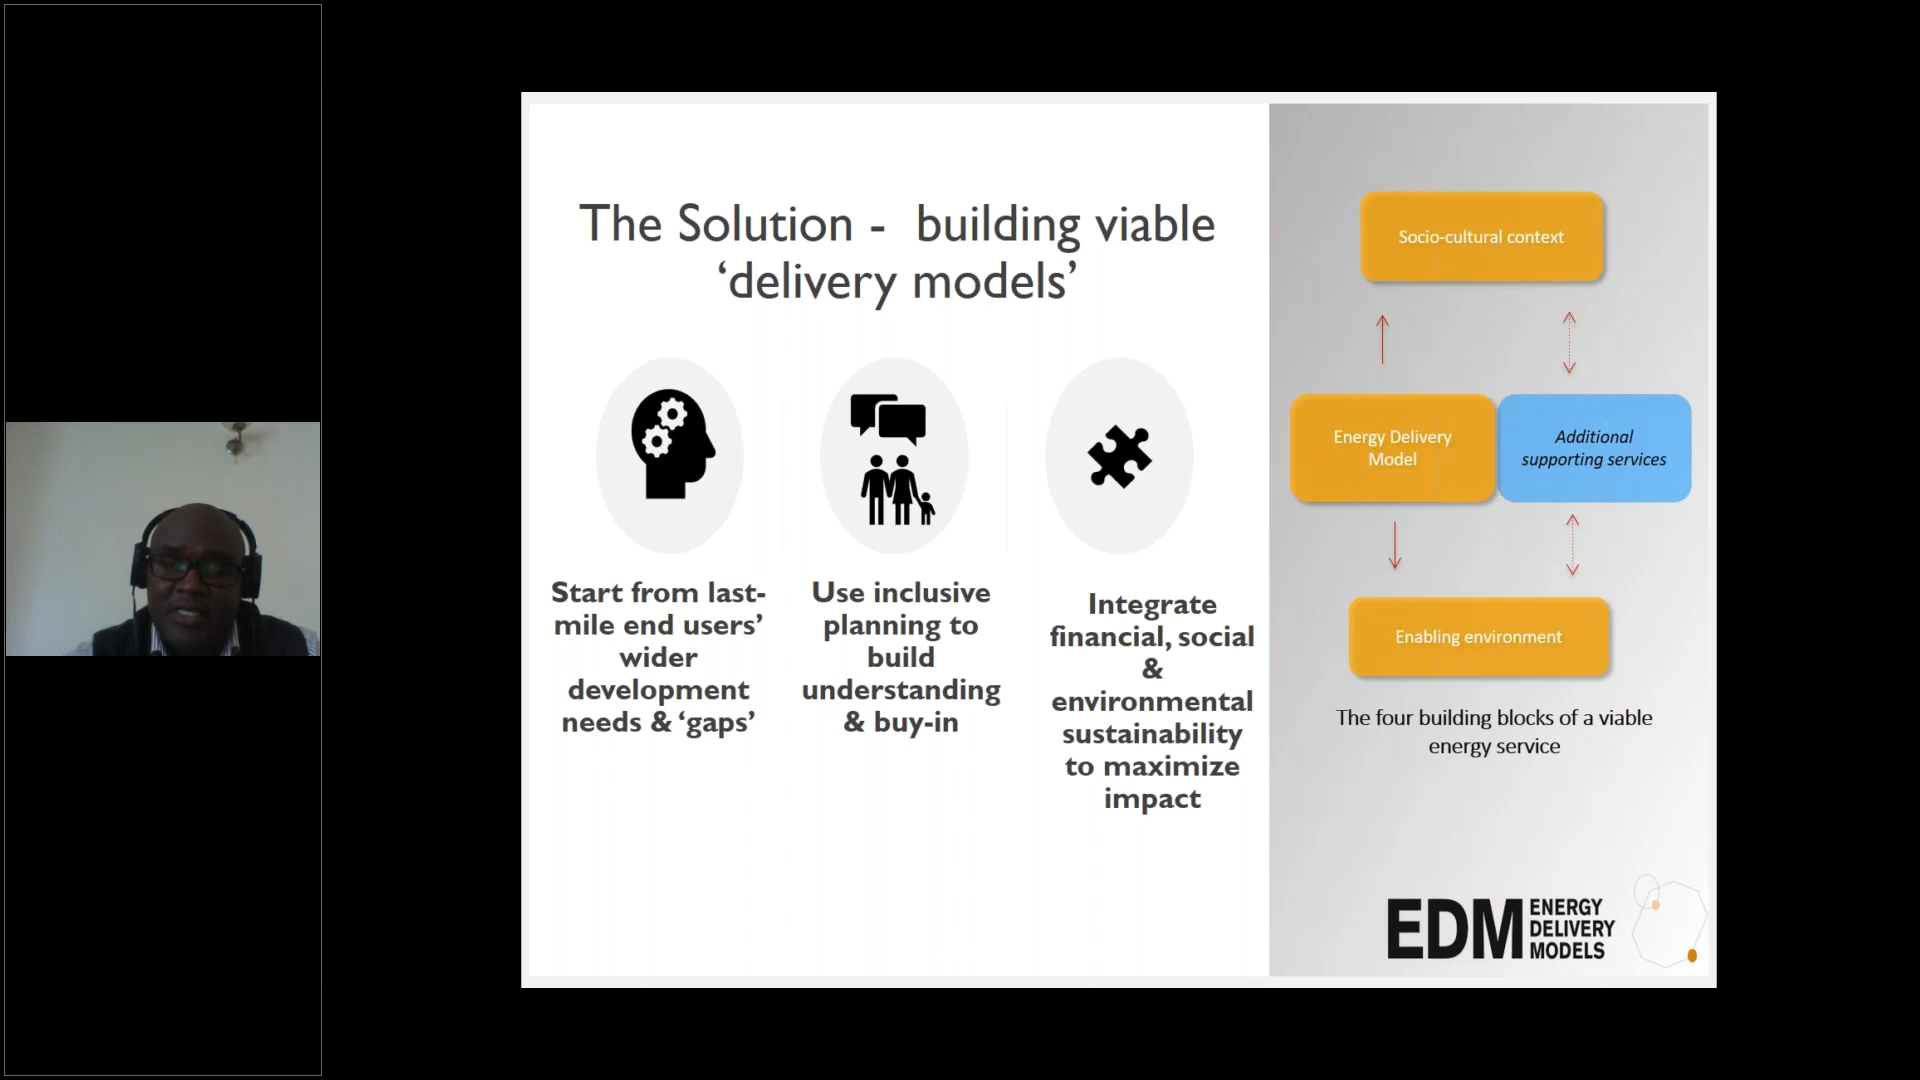 The Solution -  building viable
‘delivery models’
Start from last-
mile end users’
wider
development
needs & ‘gaps’
Use inclusive
planning to
build
understanding
& buy-in
Integrate
financial, social
&
environmental
sustainability
to maximize
impact
Socio-cultural context
Energy Delivery
Model
Additional
supporting services
Enabling environment
The four building blocks of a viable
energy service
EDM ENERGY
DELIVERY
MODELS